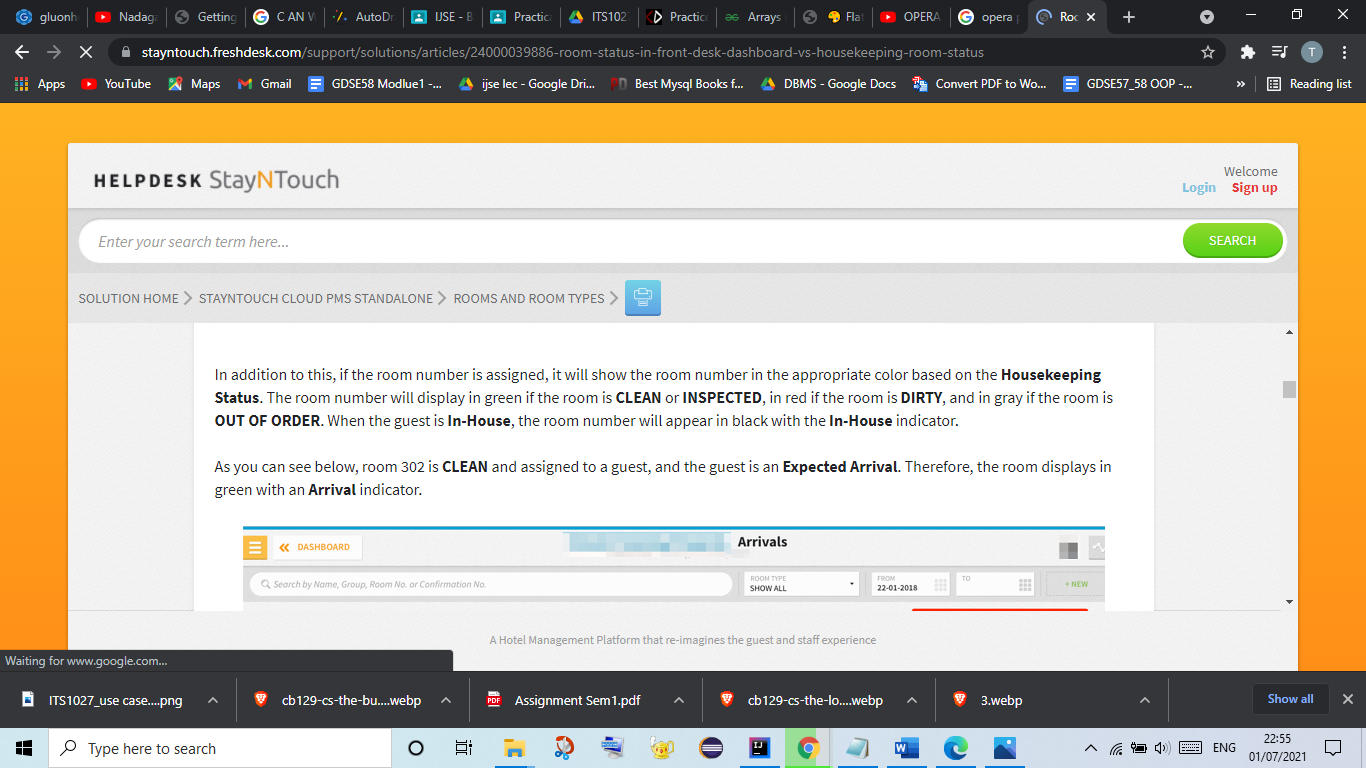 gluonh
Nadaga
Getting
C AN W
AutoDr
IJSE - B
Practic
ITS102
Practic
Arrays
Flat
OPERA
opera p
Roo
stayntouch.freshdesk.com/support/solutions/articles/24000039886-room-status-in-front-desk-dashboard-vs-housekeeping-room-status
T
Apps
YouTube
Maps
Gmail
GDSE58 Modlue1 -...
ijse lec - Google Dri...
Best Mysql Books f...
DBMS - Google Docs
Convert PDF to Wo...
GDSE57_58 OOP -...
»
Reading list
HELPDESK StayNTouch
Welcome
Login Sign up
Enter your search term here...
SEARCH
SOLUTION HOME
STAYNTOUCH CLOUD PMS STANDALONE
ROOMS AND ROOM TYPES
In addition to this, if the room number is assigned, it will show the room number in the appropriate color based on the Housekeeping
Status. The room number will display in green if the room is CLEAN or INSPECTED, in red if the room is DIRTY, and in gray if the room is
OUT OF ORDER. When the guest is In-House, the room number will appear in black with the In-House indicator.
As you can see below, room 302 is CLEAN and assigned to a guest, and the guest is an Expected Arrival. Therefore, the room displays in
green with an Arrival indicator.
DASHBOARD
Arrivals
Search by Name, Group, Room No. or Confirmation No.
ROOM TYPE
SHOW ALL
FROM
22-01-2018
TO
+ NEW
A Hotel Management Platform that re-imagines the guest and staff experience
Waiting for www.google.com...
ITS1027_use case....png
cb129-cs-the-bu....webp
PDF
Assignment Sem1.pdf
cb129-cs-the-lo....webp
3.webp
Show all
Type here to search
ENG
22:55
01/07/2021